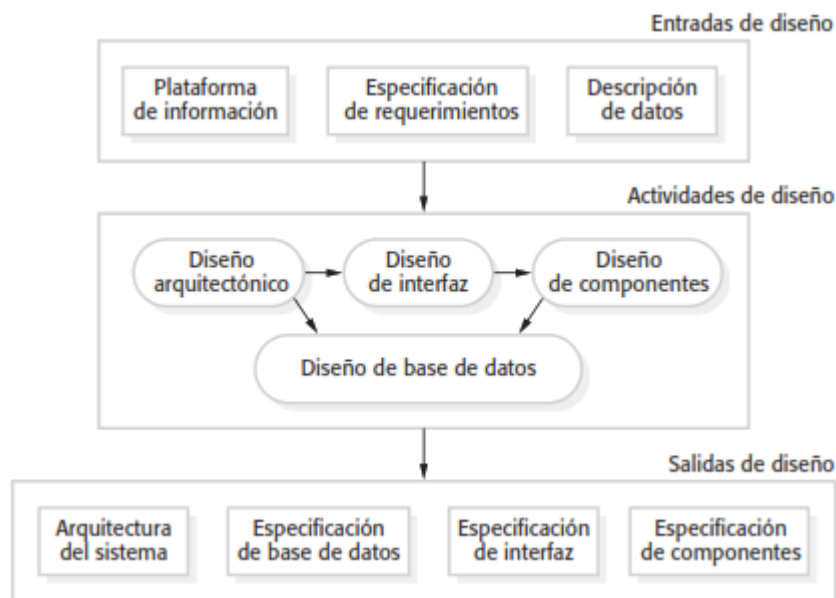 Entradas de diseño
Plataforma
de información
Especificación
de requerimientos
Descripción
de datos
Actividades de diseño
Diseño
arquitectónico
Diseño
de interfaz
Diseño
de componentes
Diseño de base de datos
Salidas de diseño
Arquitectura
del sistema
Especificación
de base de datos
Especificación
de interfaz
Especificación
de componentes